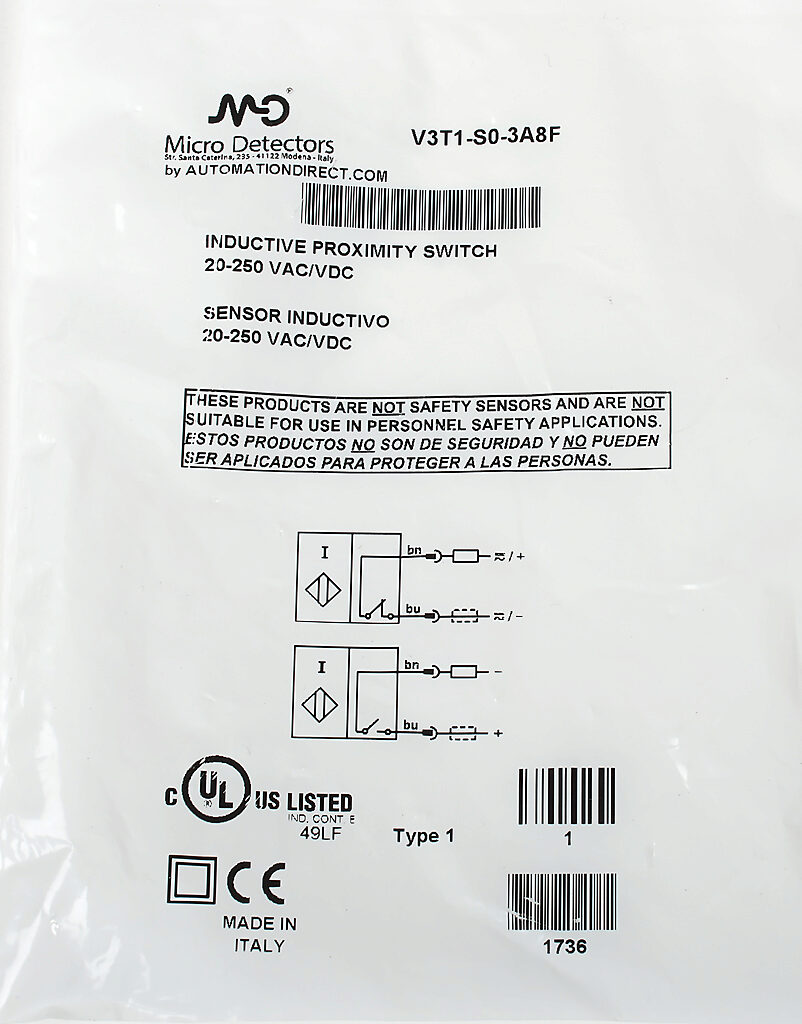 MD®
Micro Detectors
Str. Santa Caterina, 235 - 41122 Modena - Italy
by AUTOMATIONDIRECT.COM
V3T1-S0-3A8F
INDUCTIVE PROXIMITY SWITCH
20-250 VAC/VDC
SENSOR INDUCTIVO
20-250 VAC/VDC
THESE PRODUCTS ARE NOT SAFETY SENSORS AND ARE NOT
SUITABLE FOR USE IN PERSONNEL SAFETY APPLICATIONS.
ESTOS PRODUCTOS NO SON DE SEGURIDAD Y NO PUEDEN
SER APLICADOS PARA PROTEGER A LAS PERSONAS.
I
bn
≂/+
bu
≂/-
I
bn
-
bu
+
C UL US LISTED
IND. CONT E
49LF
Type 1
1
CE
MADE IN
ITALY
1736